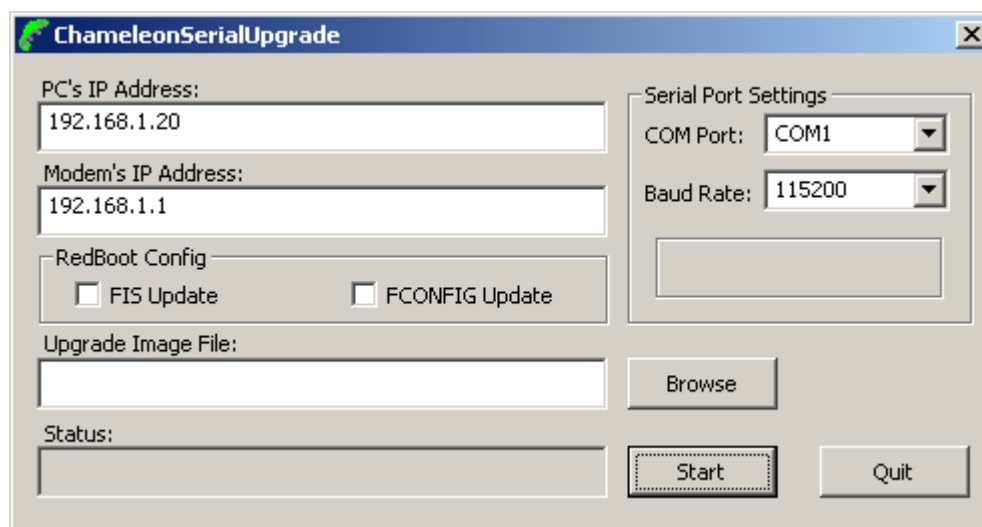 ChameleonSerialUpgrade
PC's IP Address:
192.168.1.20
Modem's IP Address:
192.168.1.1
RedBoot Config
FIS Update
FCONFIG Update
Upgrade Image File:
Status:
Serial Port Settings
COM Port: COM1
Baud Rate: 115200
Browse
Start
Quit